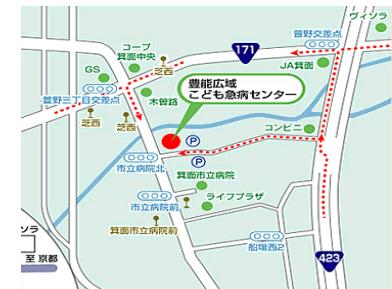 ヴィソラ
萱野交差点
171
コープ
箕面中央
芝西
JA箕面
GS
豊能広域
こども急病センター
萱野三丁目交差点
木曽路
芝西
芝西
コンビニ
P
市立病院北
P
箕面市立病院
ライフプラザ
市立病院前
箕面市立病院前
ソラ
船場西2
至 京都
423